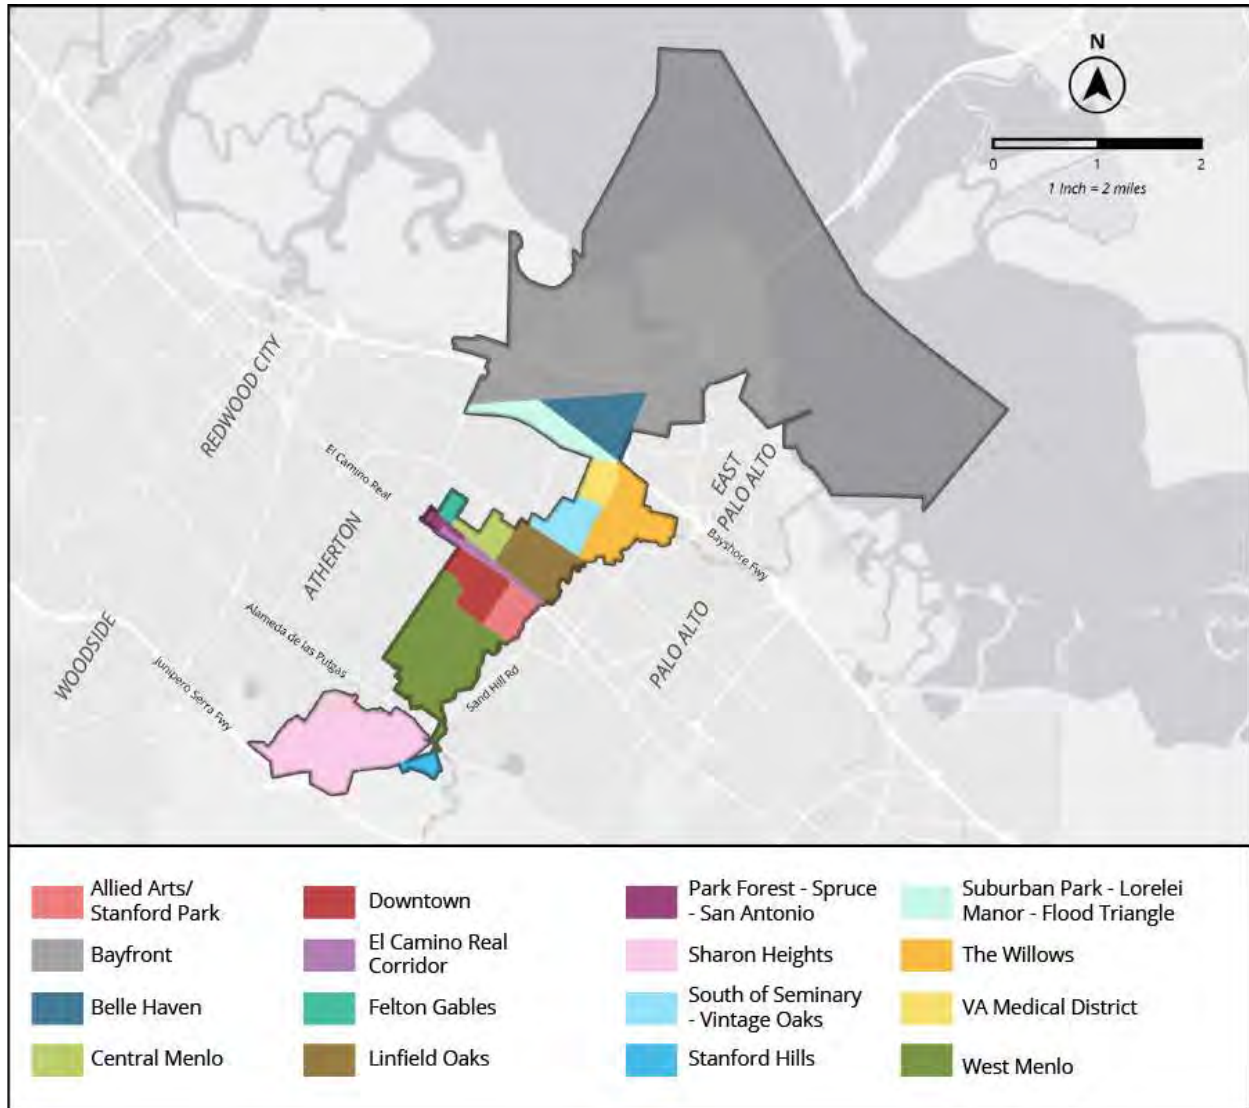 N
0 1 2
1 Inch = 2 miles
REDWOOD CITY
El Camino Real
EAST
PALO ALTO
Bayshore Fwy
ATHERTON
Alameda de las Pulgas
PALO ALTO
WOODSIDE
Junipero Serra Fwy
Sand Hill Rd
Allied Arts/
Stanford Park
Bayfront
Belle Haven
Central Menlo
Downtown
El Camino Real
Corridor
Felton Gables
Linfield Oaks
Park Forest - Spruce
- San Antonio
Sharon Heights
South of Seminary
- Vintage Oaks
Stanford Hills
Suburban Park - Lorelei
Manor - Flood Triangle
The Willows
VA Medical District
West Menlo